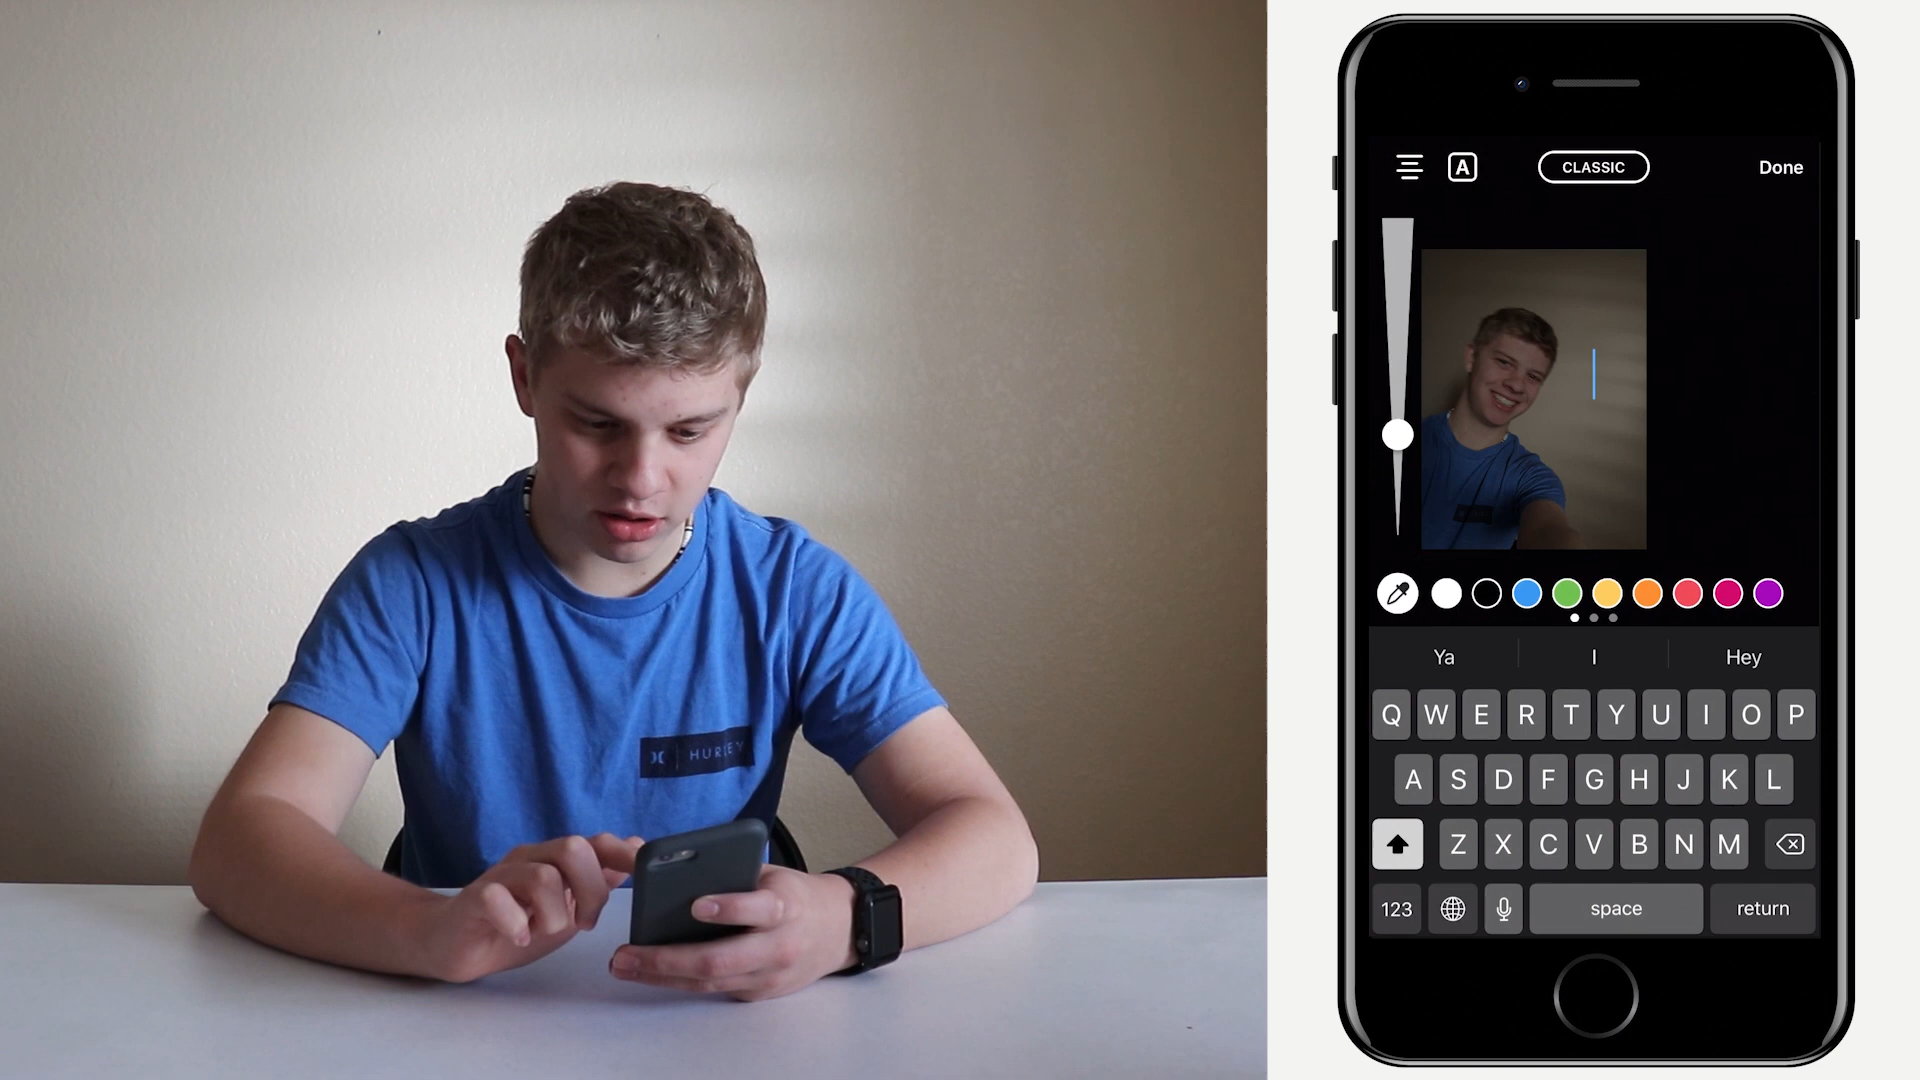 HURLEY
A CLASSIC Done
Ya I Hey
Q W E R T Y U I O P
A S D F G H J K L
Z X C V B N M
123 space return